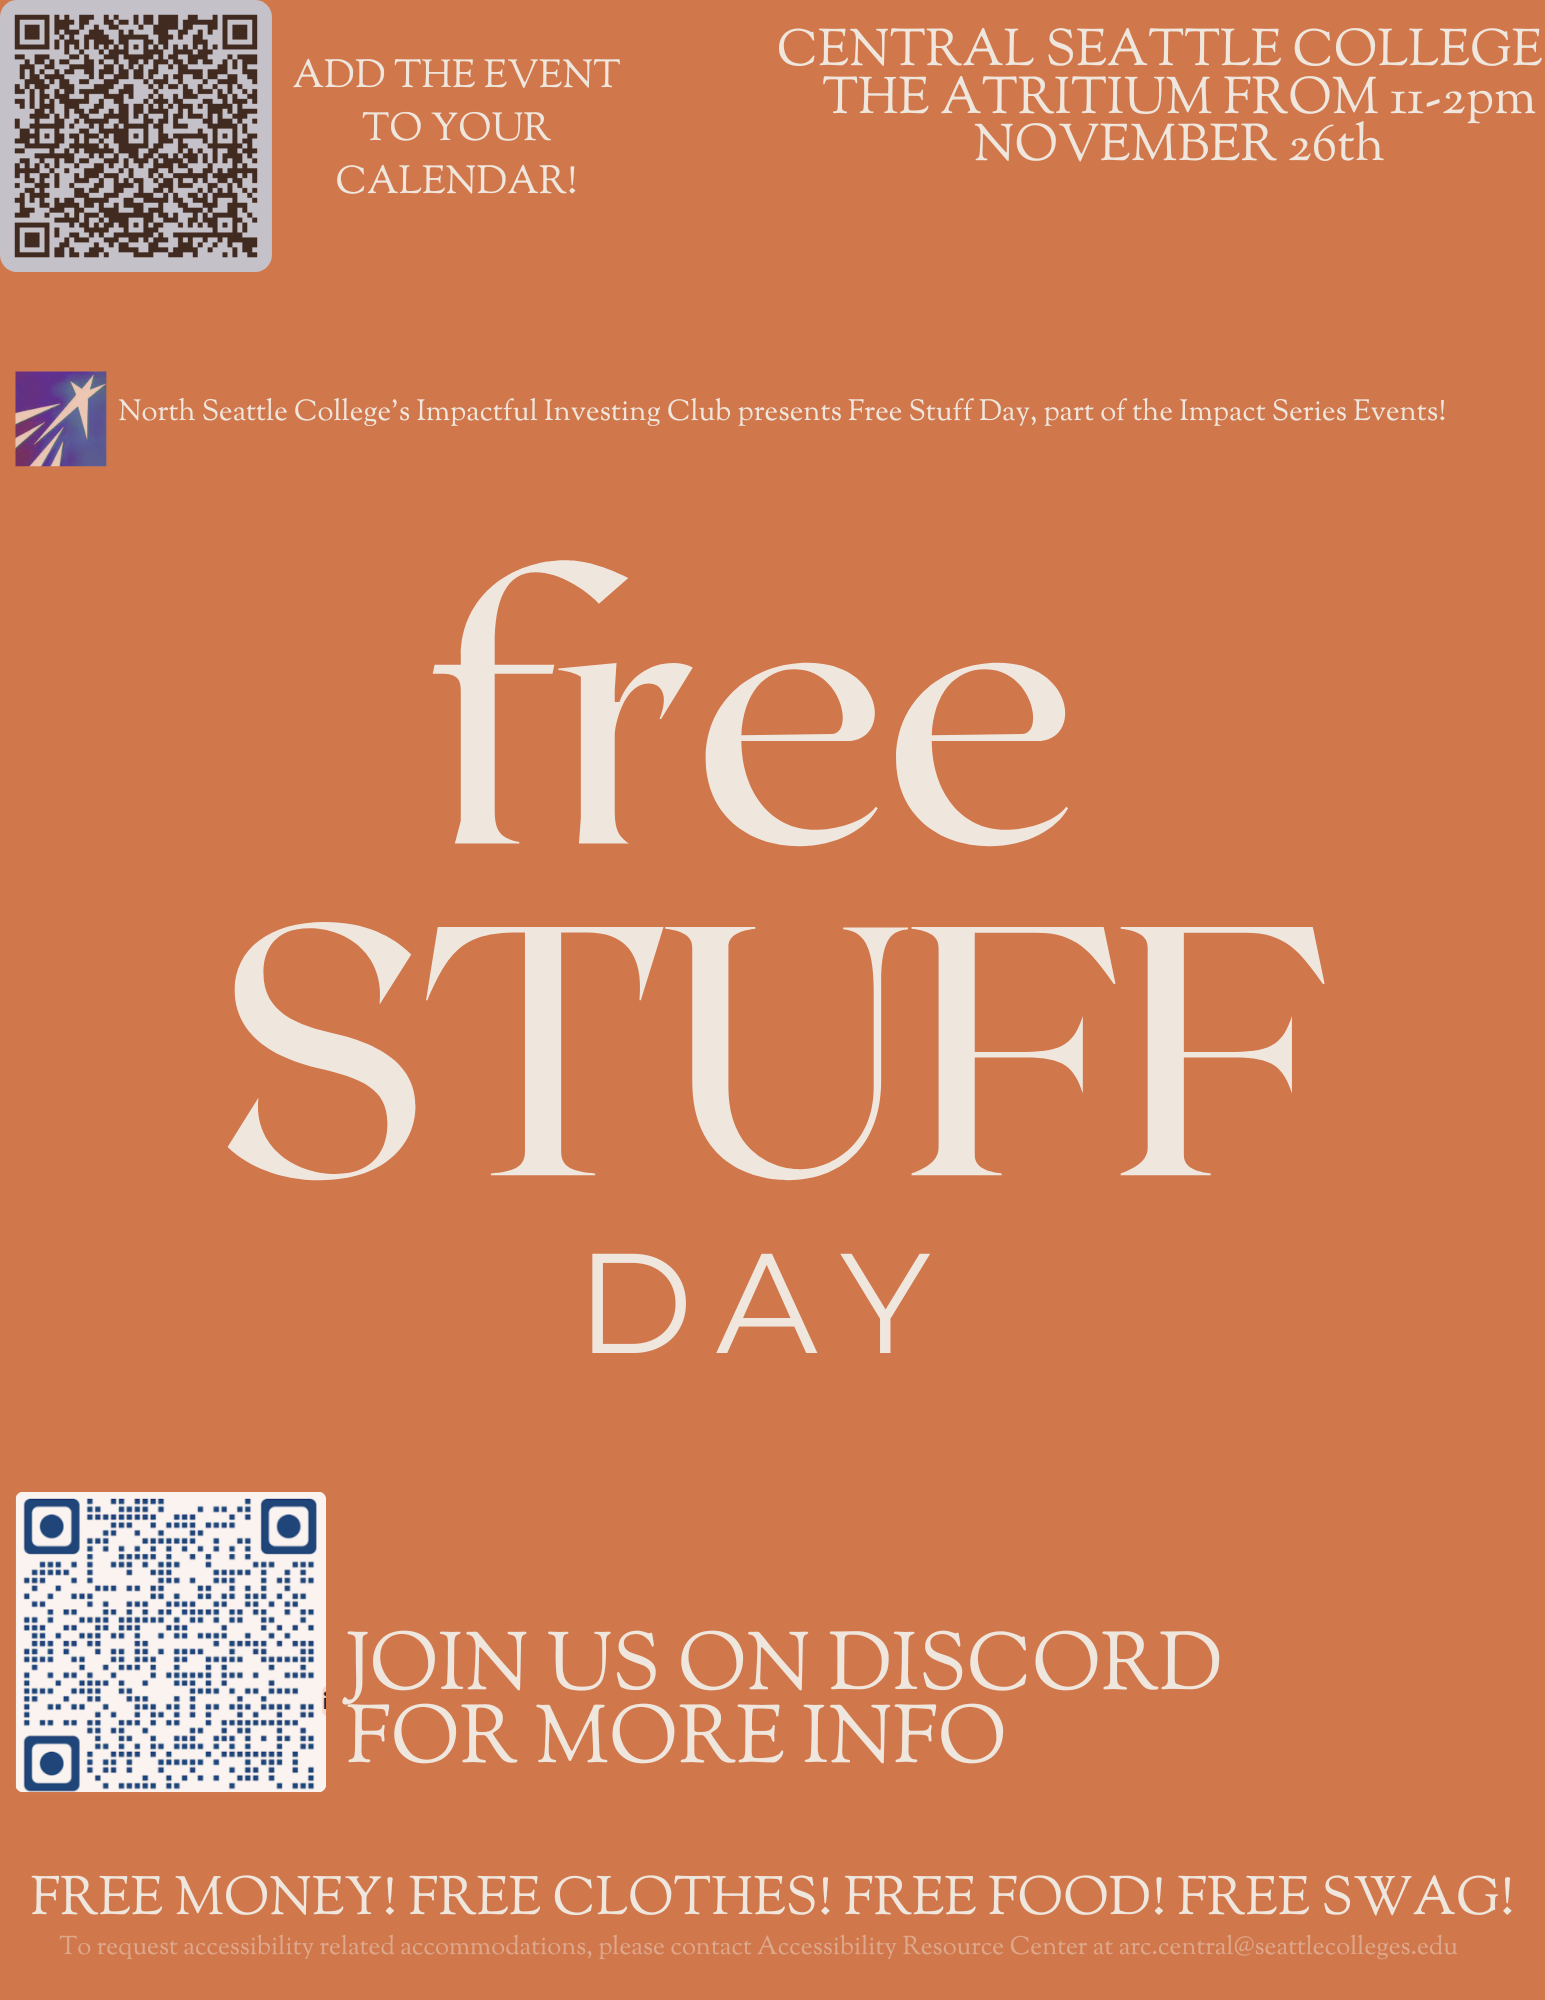 ADD THE EVENT
TO YOUR
CALENDAR!
CENTRAL SEATTLE COLLEGE
THE ATRITIUM FROM 11-2pm
NOVEMBER 26th
North Seattle College's Impactful Investing Club presents Free Stuff Day, part of the Impact Series Events!
free
STUFF
DAY
JOIN US ON DISCORD
FOR MORE INFO
FREE MONEY! FREE CLOTHES! FREE FOOD! FREE SWAG!
To request accessibility related accommodations, please contact Accessibility Resource Center at arc.central@seattlecolleges.edu